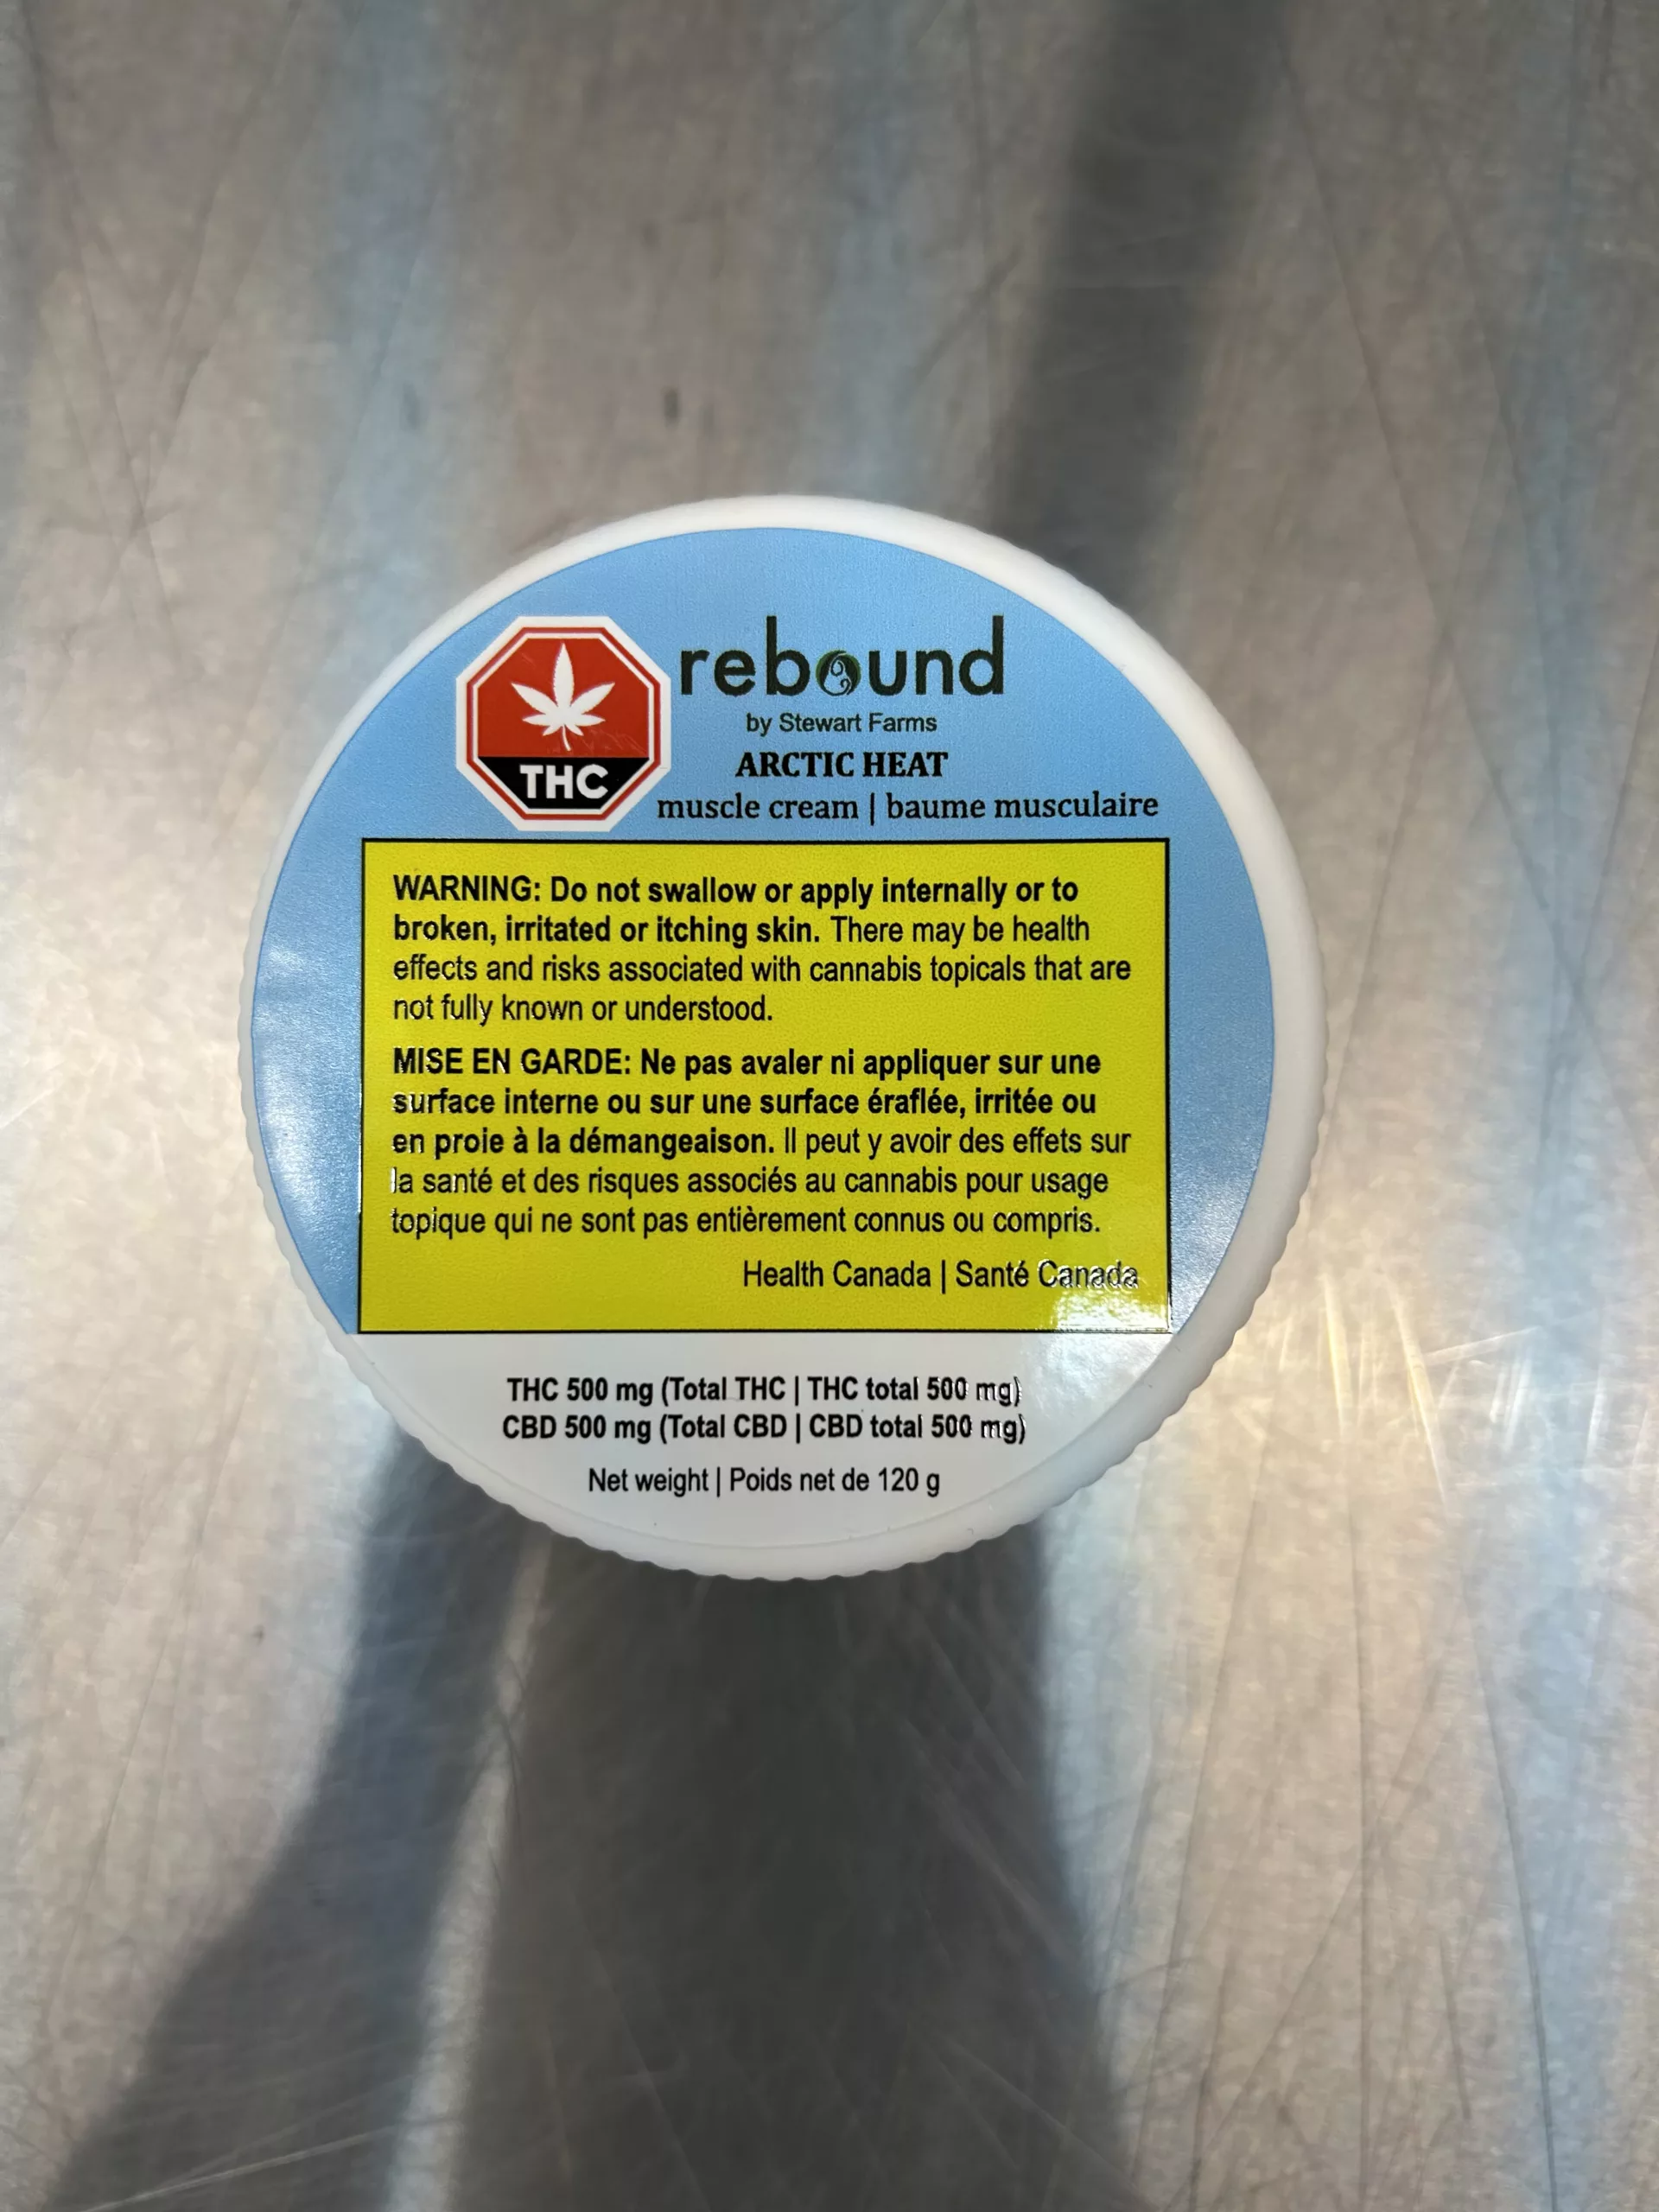 rebound
by Stewart Farms
ARCTIC HEAT
muscle cream | baume musculaire
THC
WARNING: Do not swallow or apply internally or to
broken, irritated or itching skin. There may be health
effects and risks associated with cannabis topicals that are
not fully known or understood.
MISE EN GARDE: Ne pas avaler ni appliquer sur une
surface interne ou sur une surface éraflée, irritée ou
en proie à la démangeaison. Il peut y avoir des effets sur
la santé et des risques associés au cannabis pour usage
topique qui ne sont pas entièrement connus ou compris.
Health Canada | Santé Canada
THC 500 mg (Total THC | THC total 500 mg)
CBD 500 mg (Total CBD | CBD total 500 mg)
Net weight | Poids net de 120 g